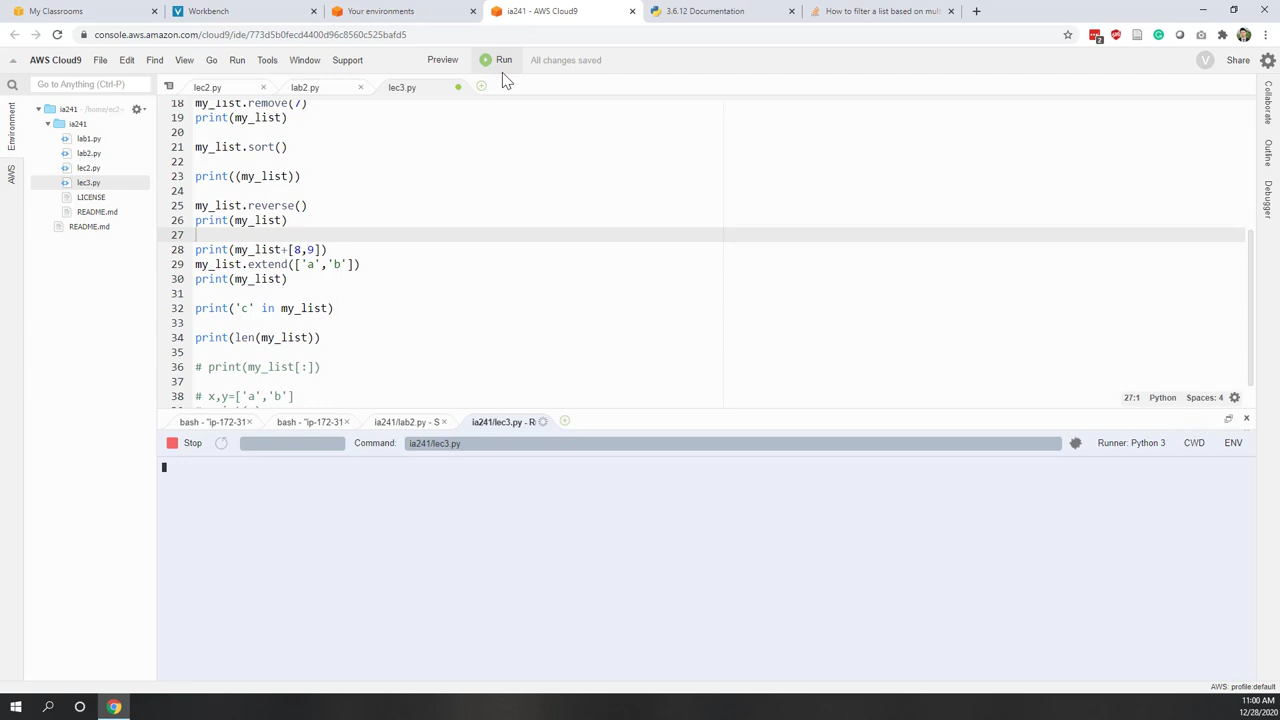 My Classrooms
Workbench
Your environments
ia241 - AWS Cloud9
3.6.12 Documentation
How to filter a list based on mult
console.aws.amazon.com/cloud9/ide/773d5b0fecd4400d96c8560c525bafd5
2
AWS Cloud9 File Edit Find View Go Run Tools Window Support Preview Run All changes saved Share
V
Go to Anything (Ctrl-P)
lec2.py lab2.py lec3.py
Environment
AWS
Collaborate
Outline
Debugger
ia241 - /home/ec2-
ia241
lab1.py
lab2.py
lec2.py
lec3.py
LICENSE
README.md
README.md
18 my_list.remove(7)
19 print(my_list)
20
21 my_list.sort()
22
23 print((my_list))
24
25 my_list.reverse()
26 print(my_list)
27
28 print(my_list+[8,9])
29 my_list.extend(['a','b'])
30 print(my_list)
31
32 print('c' in my_list)
33
34 print(len(my_list))
35
36 # print(my_list[:])
37
38 # x,y=['a','b']
27:1 Python Spaces: 4
bash - "ip-172-31 bash - "ip-172-31 ia241/lab2.py - S ia241/lec3.py - R
Stop Command: ia241/lec3.py Runner: Python 3 CWD ENV
AWS: profile:default
11:00 AM
12/28/2020